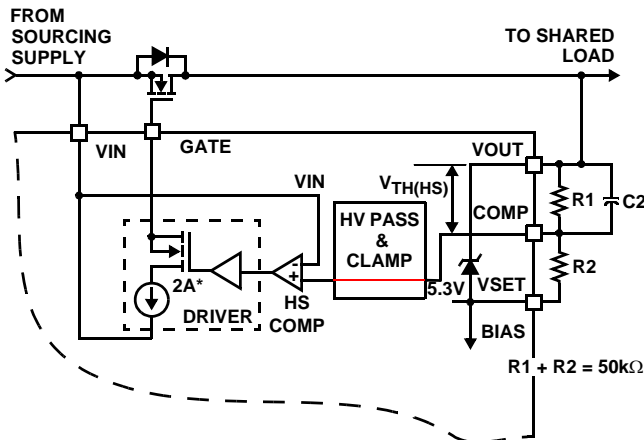 FROM
SOURCING
SUPPLY
TO SHARED
LOAD
VIN
GATE
VOUT
VIN
VTH(HS)
R1
C2
COMP
HV PASS
&
CLAMP
R2
2A*
DRIVER
HS
COMP
5.3V
VSET
BIAS
R1 + R2 = 50kΩ